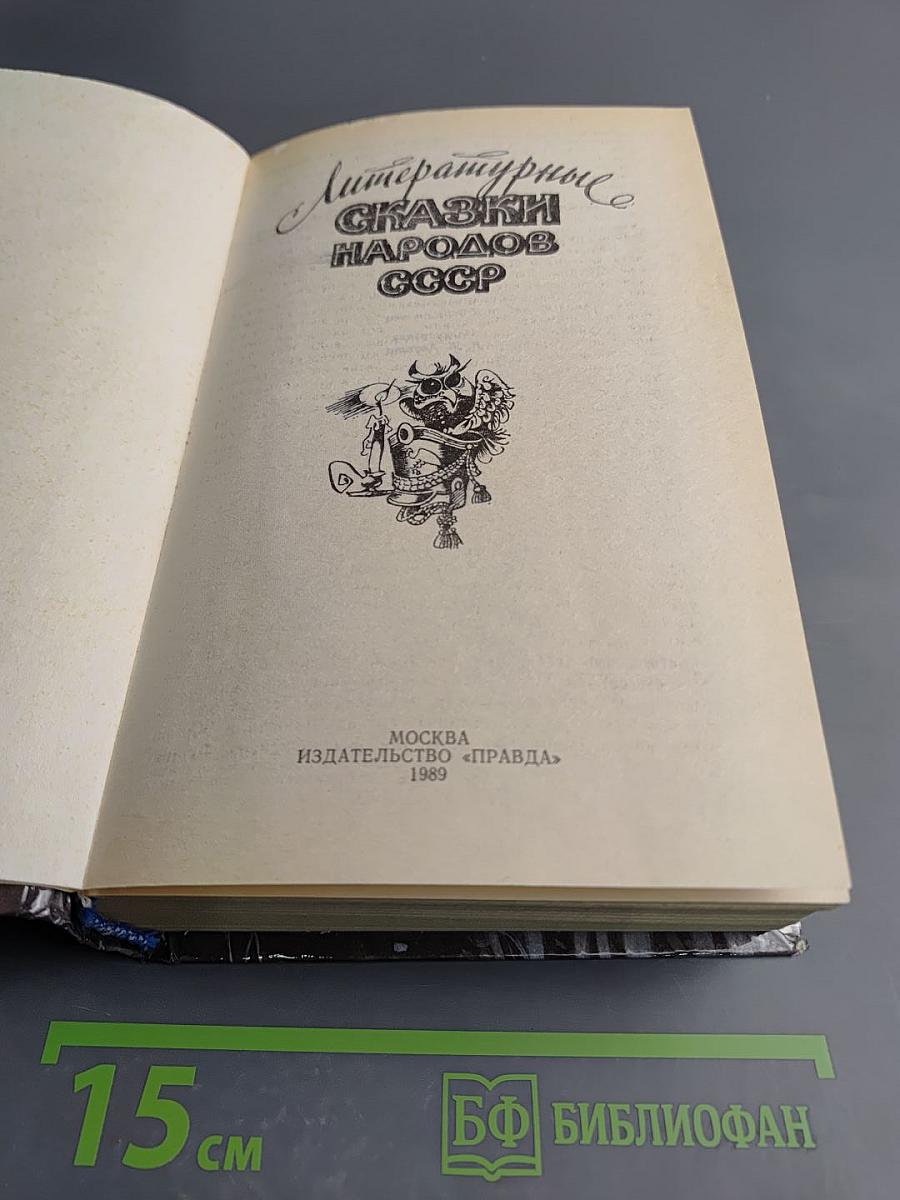 Литературные
СКАЗКИ
НАРОДОВ
СССР
МОСКВА
ИЗДАТЕЛЬСТВО «ПРАВДА»
1989
15 см
БФ БИБЛИОФАН